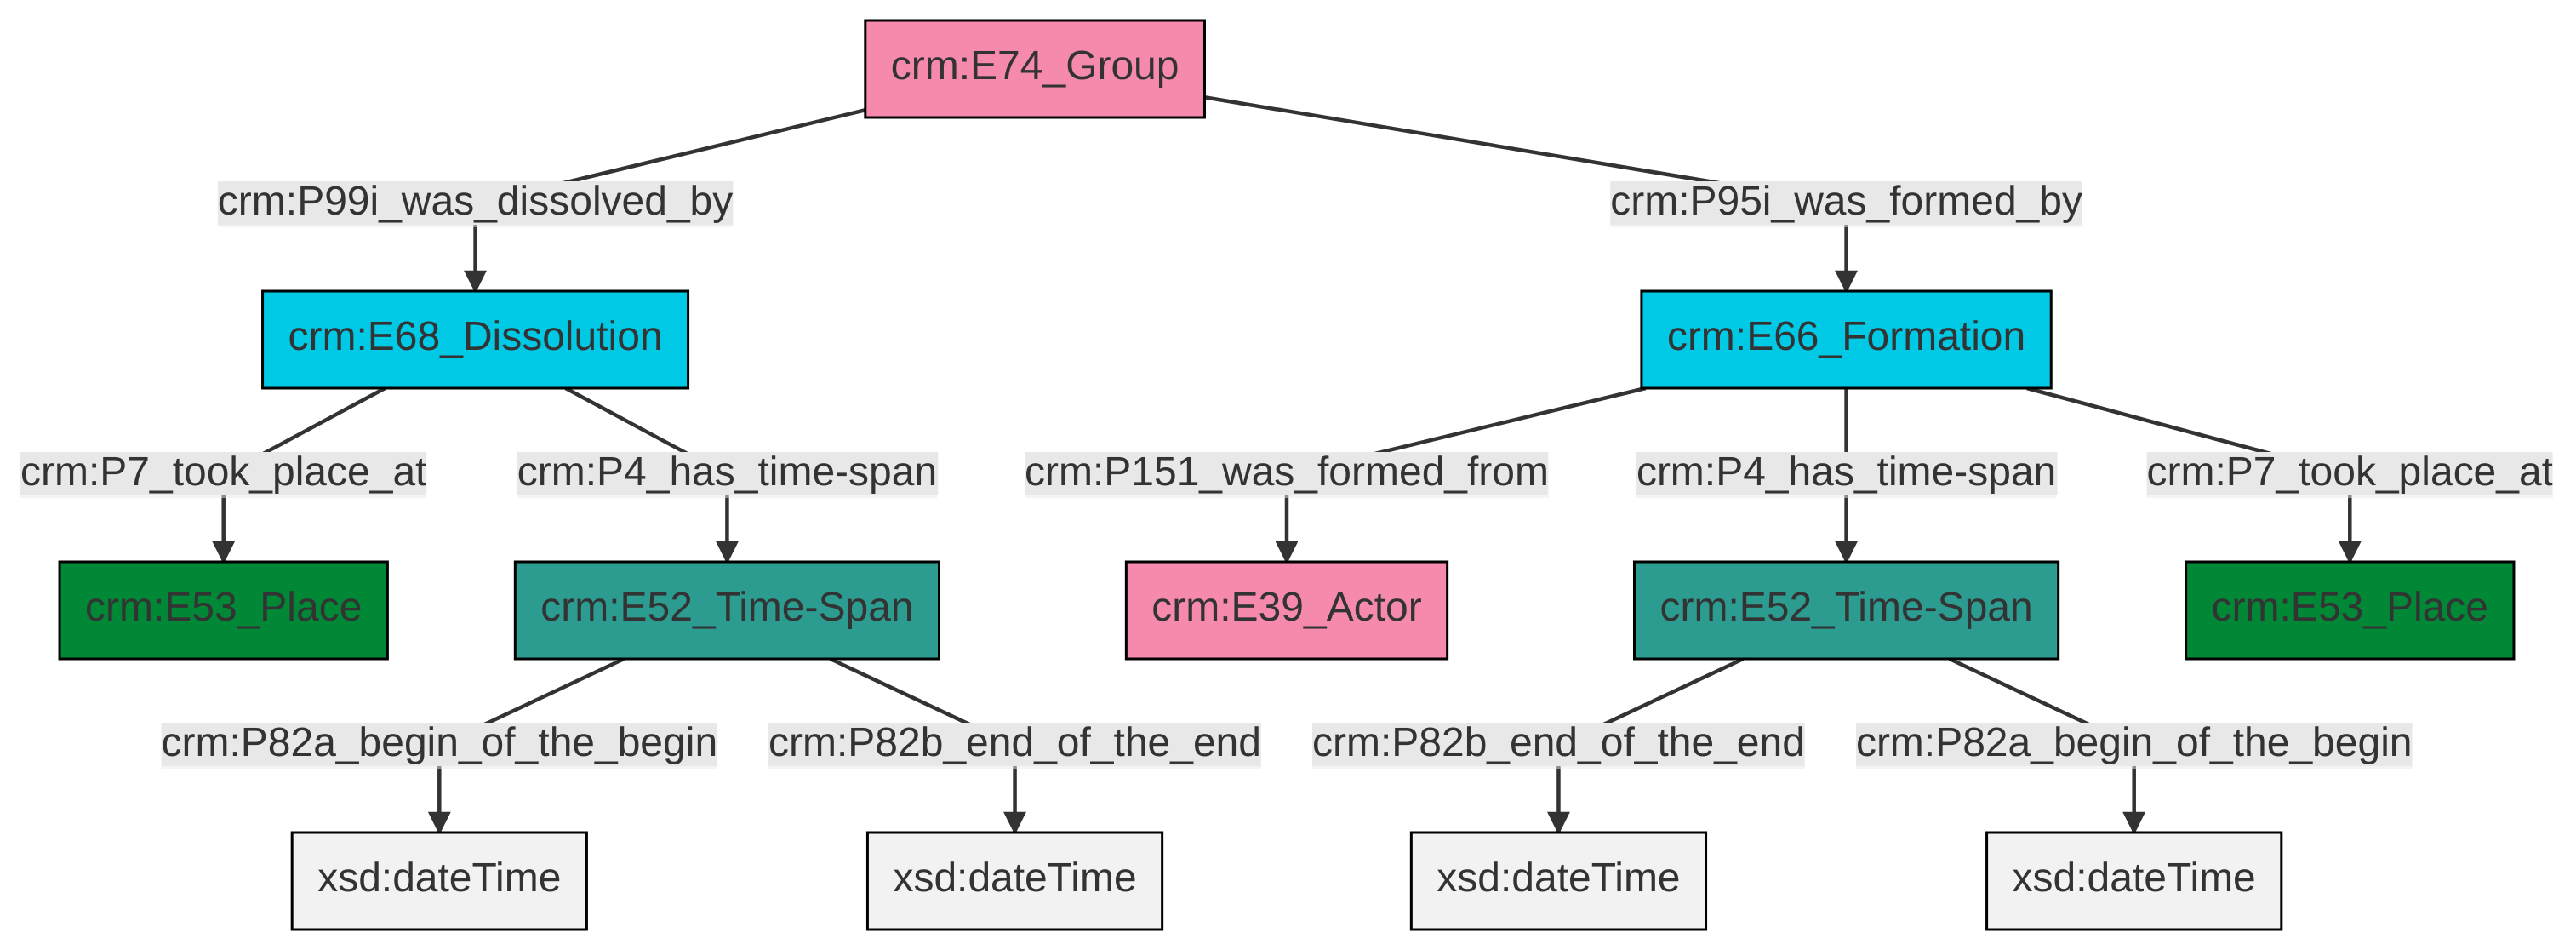 crm:E74_Group
crm:P99i_was_dissolved_by
crm:P95i_was_formed_by
crm:E68_Dissolution
crm:E66_Formation
crm:P7_took_place_at
crm:P4_has_time-span
crm:P151_was_formed_from
crm:P4_has_time-span
crm:P7_took_place_at
crm:E53_Place
crm:E52_Time-Span
crm:E39_Actor
crm:E52_Time-Span
crm:E53_Place
crm:P82a_begin_of_the_begin
crm:P82b_end_of_the_end
crm:P82b_end_of_the_end
crm:P82a_begin_of_the_begin
xsd:dateTime
xsd:dateTime
xsd:dateTime
xsd:dateTime